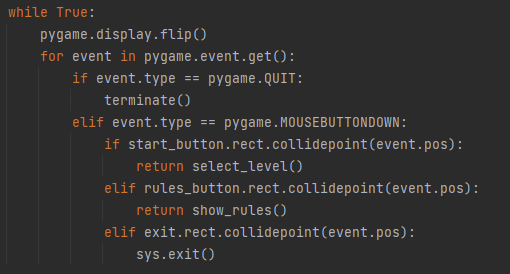 while True:
    pygame.display.flip()
    for event in pygame.event.get():
        if event.type == pygame.QUIT:
            terminate()
        elif event.type == pygame.MOUSEBUTTONDOWN:
            if start_button.rect.collidepoint(event.pos):
                return select_level()
            elif rules_button.rect.collidepoint(event.pos):
                return show_rules()
            elif exit.rect.collidepoint(event.pos):
                sys.exit()